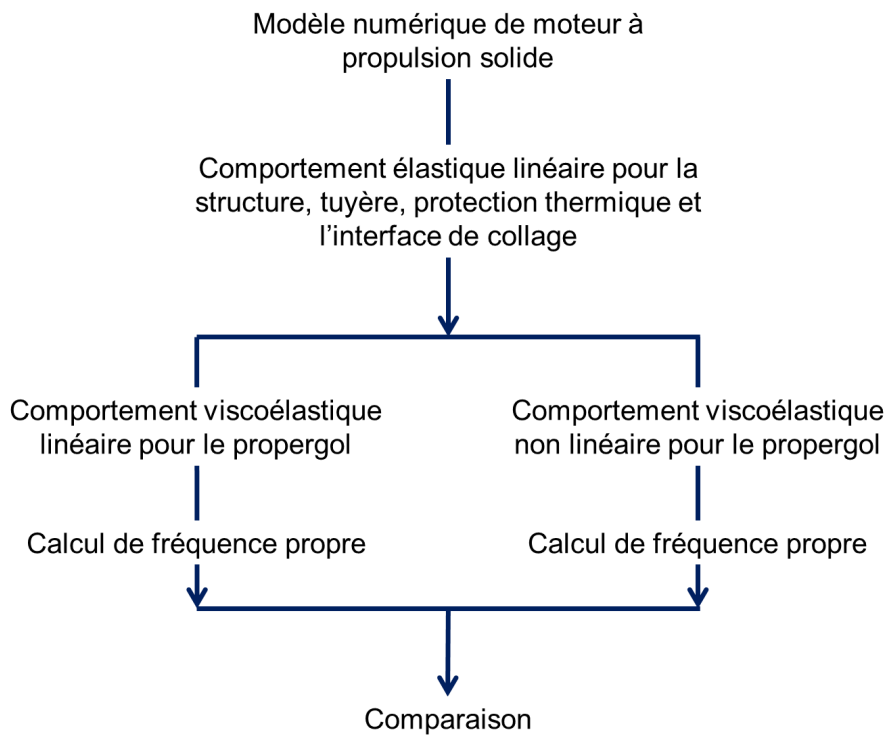 Modèle numérique de moteur à
propulsion solide
Comportement élastique linéaire pour la
structure, tuyère, protection thermique et
l'interface de collage
Comportement viscoélastique
linéaire pour le propergol
Comportement viscoélastique
non linéaire pour le propergol
Calcul de fréquence propre
Calcul de fréquence propre
Comparaison